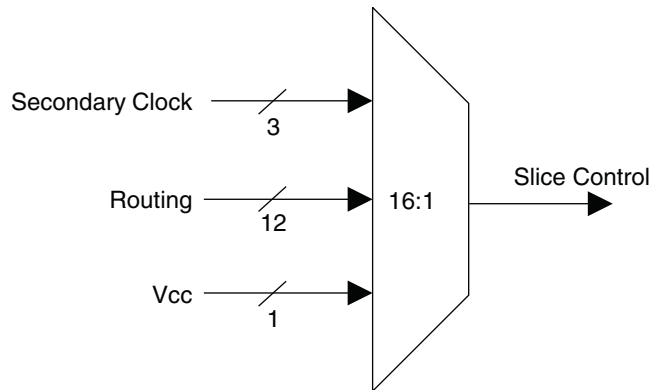 Secondary Clock
3
Slice Control
Routing
12
16:1
Vcc
1